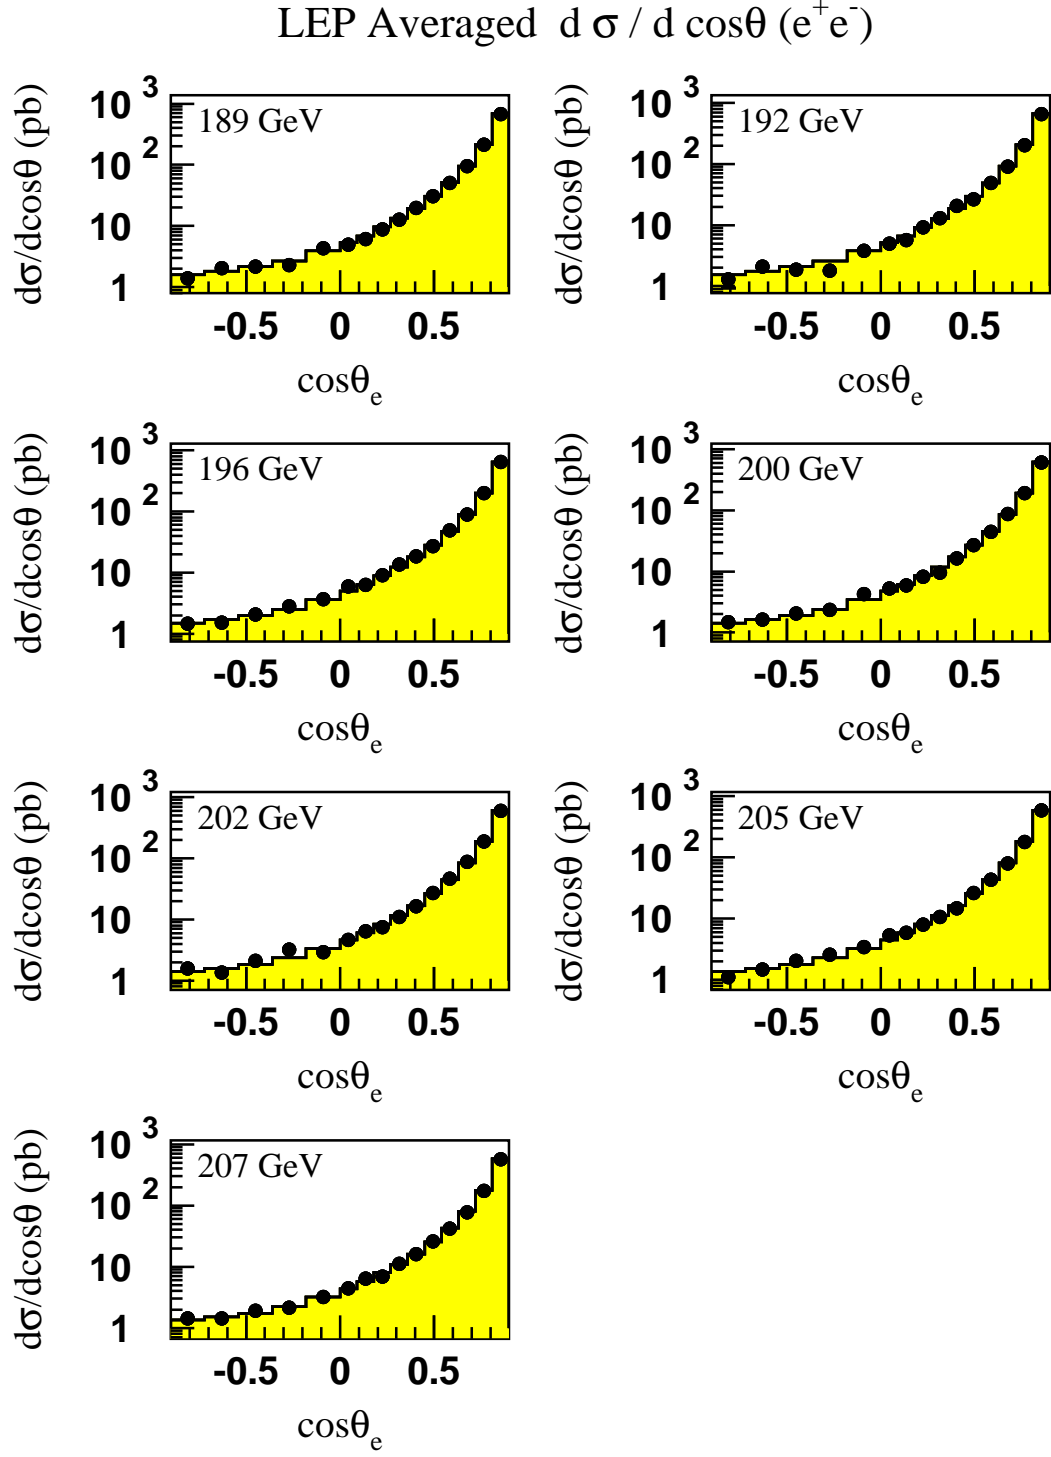 LEP Averaged d σ / d cosθ (e⁺e⁻)
dσ/dcosθ (pb)
189 GeV
10³
10²
10
1
-0.5 0 0.5
cosθₑ
dσ/dcosθ (pb)
192 GeV
10³
10²
10
1
-0.5 0 0.5
cosθₑ
dσ/dcosθ (pb)
196 GeV
10³
10²
10
1
-0.5 0 0.5
cosθₑ
dσ/dcosθ (pb)
200 GeV
10³
10²
10
1
-0.5 0 0.5
cosθₑ
dσ/dcosθ (pb)
202 GeV
10³
10²
10
1
-0.5 0 0.5
cosθₑ
dσ/dcosθ (pb)
205 GeV
10³
10²
10
1
-0.5 0 0.5
cosθₑ
dσ/dcosθ (pb)
207 GeV
10³
10²
10
1
-0.5 0 0.5
cosθₑ